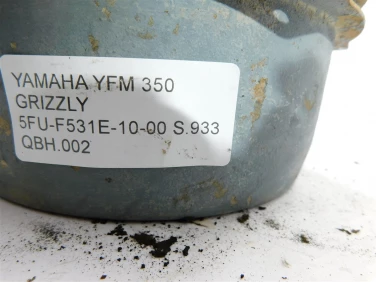 YAMAHA YFM 350
GRIZZLY
5FU-F531E-10-00 S.933
QBH.002